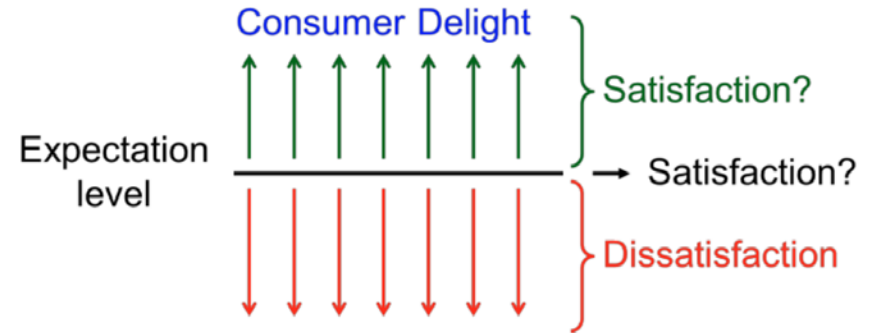 Consumer Delight
Satisfaction?
Expectation
level
Satisfaction?
Dissatisfaction